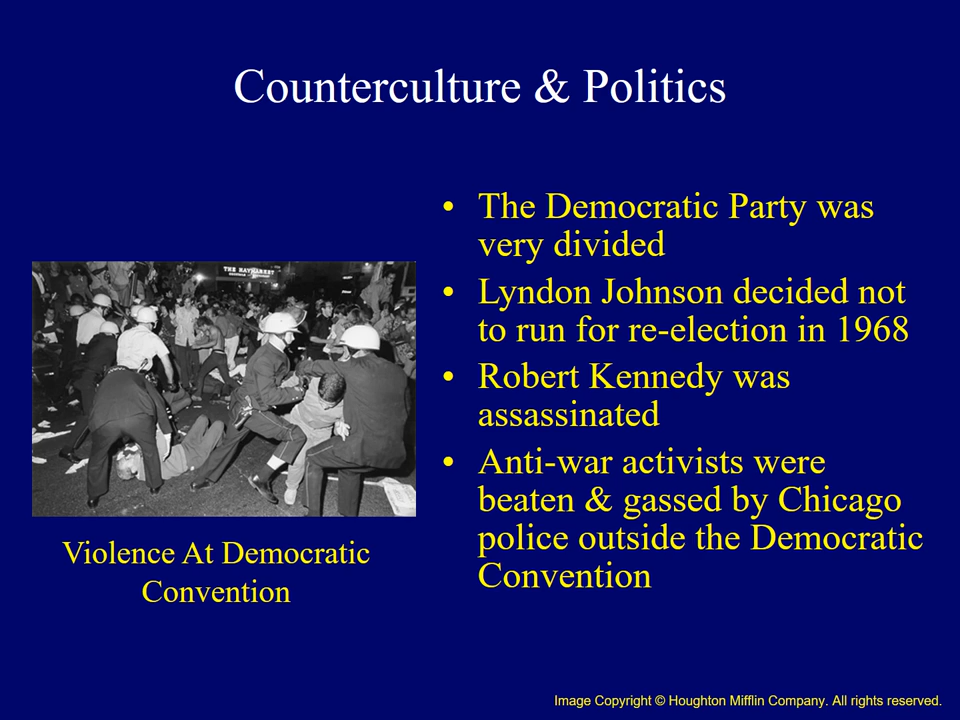 Counterculture & Politics
• The Democratic Party was
very divided
• Lyndon Johnson decided not
to run for re-election in 1968
• Robert Kennedy was
assassinated
• Anti-war activists were
beaten & gassed by Chicago
police outside the Democratic
Convention
THE HAYMARKET
Violence At Democratic
Convention
Image Copyright © Houghton Mifflin Company. All rights reserved.